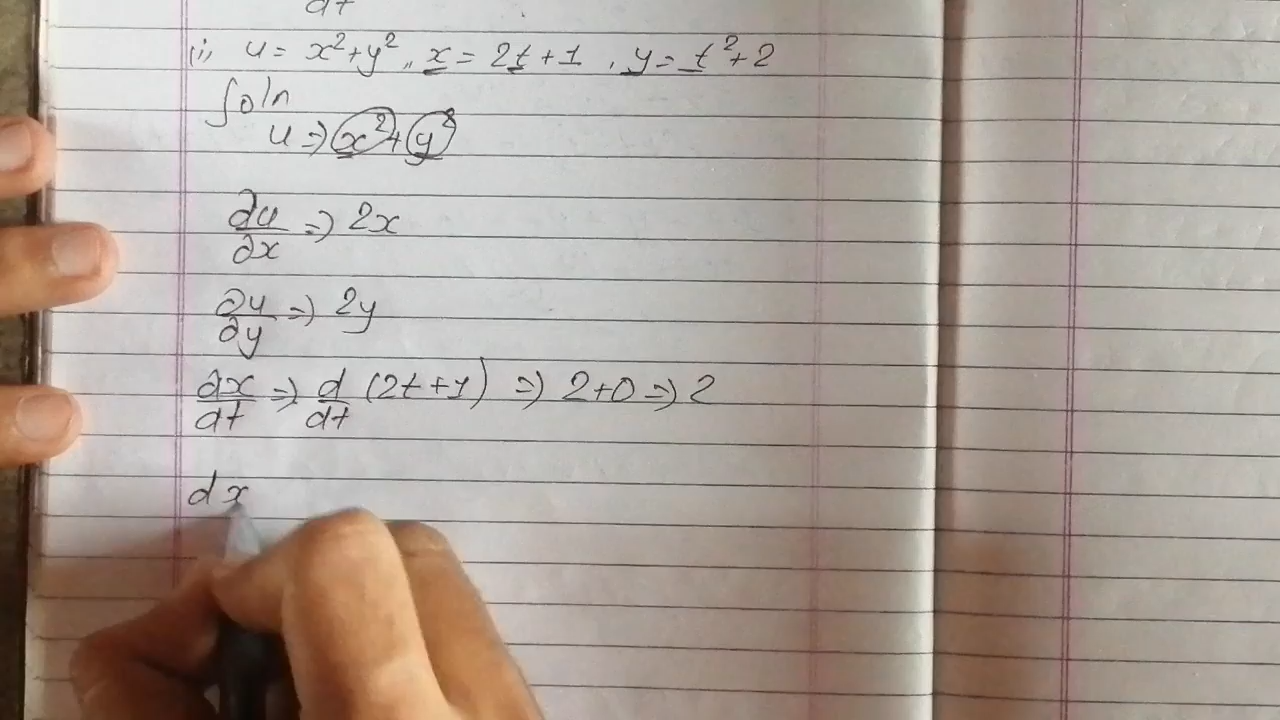 dt
(i) u = x²+y² ,, x = 2t+1 , y = t²+2
Soln
u => x²+y²
∂u/∂x => 2x
∂u/∂y => 2y
∂x/dt => d/dt (2t+1) => 2+0 => 2
dx